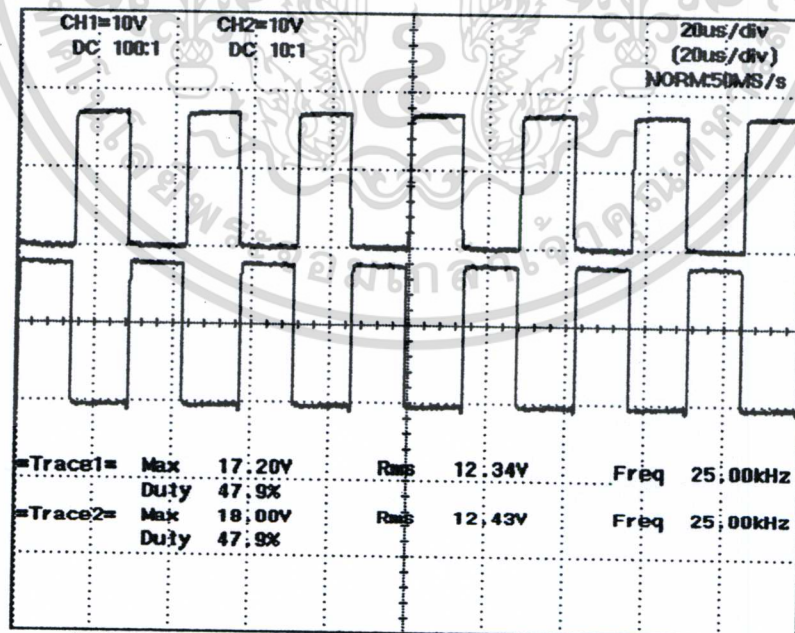 CH1=10V CH2=10V 20us/div
DC 100:1 DC 10:1 (20us/div)
NORM:50MS/s
=Trace1= Max 17.20V Rms 12.34V Freq 25.00kHz
Duty 47.9%
=Trace2= Max 18.00V Rms 12.43V Freq 25.00kHz
Duty 47.9%